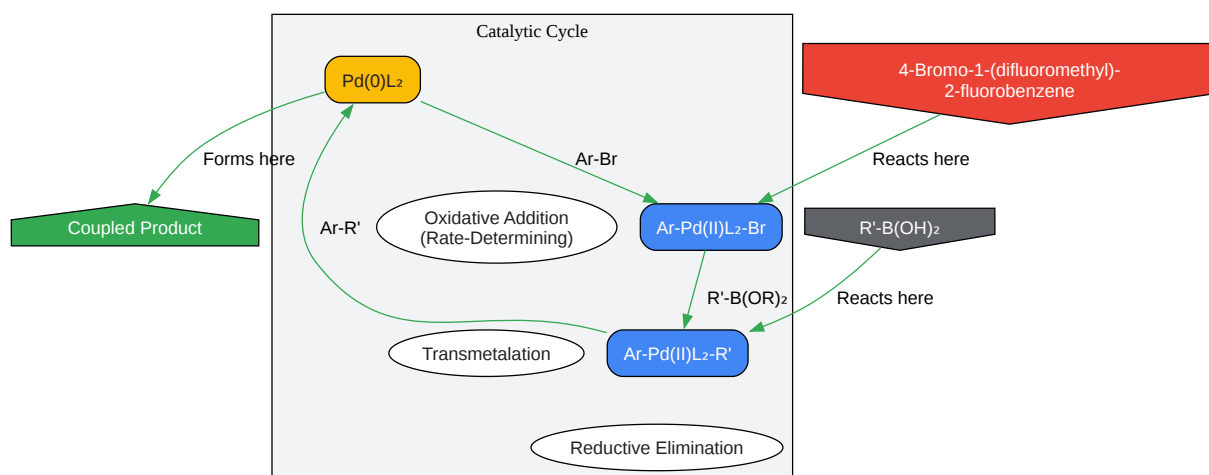 Catalytic Cycle
Pd(0)L₂
4-Bromo-1-(difluoromethyl)-
2-fluorobenzene
Forms here
Ar-Br
Reacts here
Coupled Product
Ar-R'
Oxidative Addition
(Rate-Determining)
Ar-Pd(II)L₂-Br
R'-B(OH)₂
R'-B(OR)₂
Reacts here
Transmetalation
Ar-Pd(II)L₂-R'
Reductive Elimination